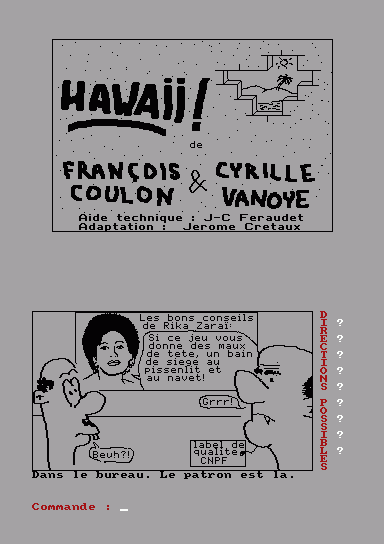 HAWAII!
de
FRANÇOIS
COULON
&
CYRILLE
VANOYE
Aide technique : J-C Feraudet
Adaptation : Jerome Cretaux
Les bons conseils
de Rika Zaraï:
Si ce jeu vous
donne des maux
de tete, un bain
de siege au
pissenlit et
au navet!
Grrr!
Beuh?!
label de
qualite
CNPF
DIRECTIONS POSSIBLES
?
?
?
?
?
?
?
?
?
Dans le bureau. Le patron est la.
Commande :